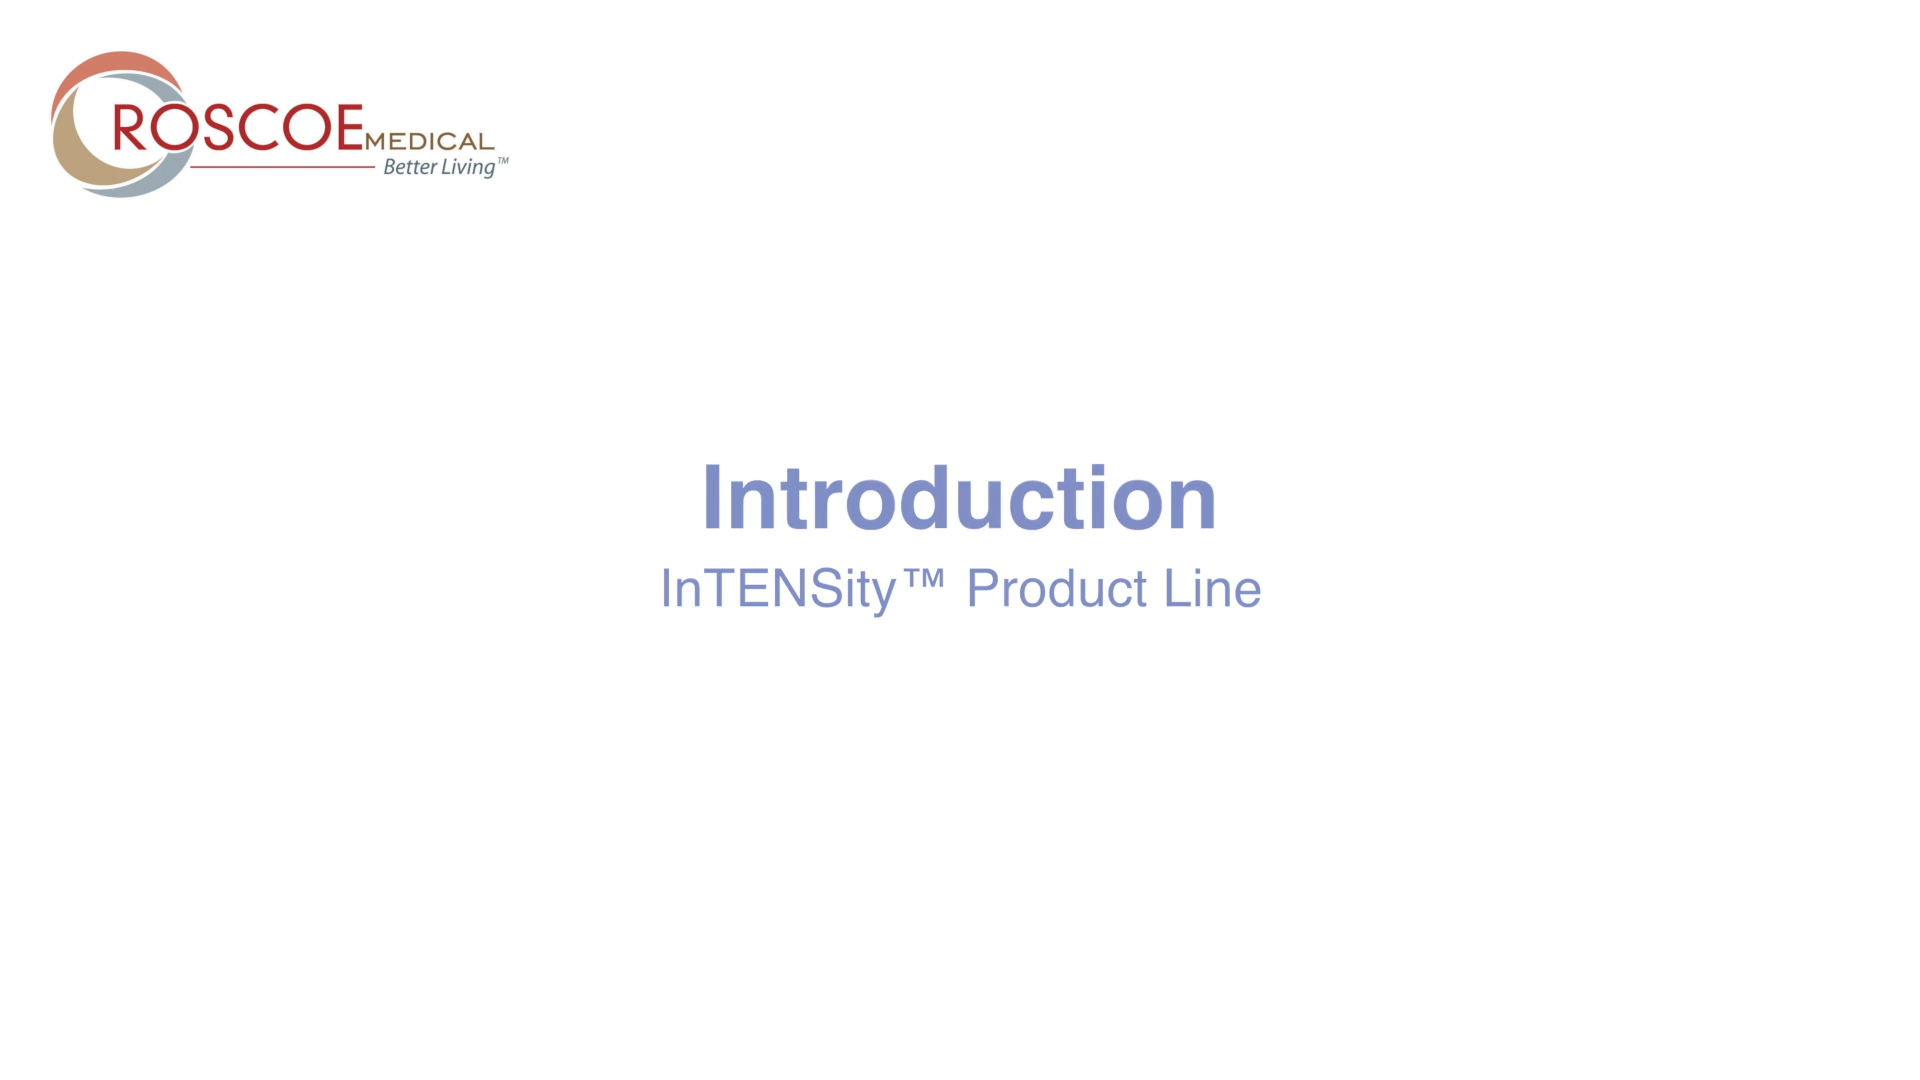 ROSCOE MEDICAL
Better Living™
Introduction
InTENSity™ Product Line